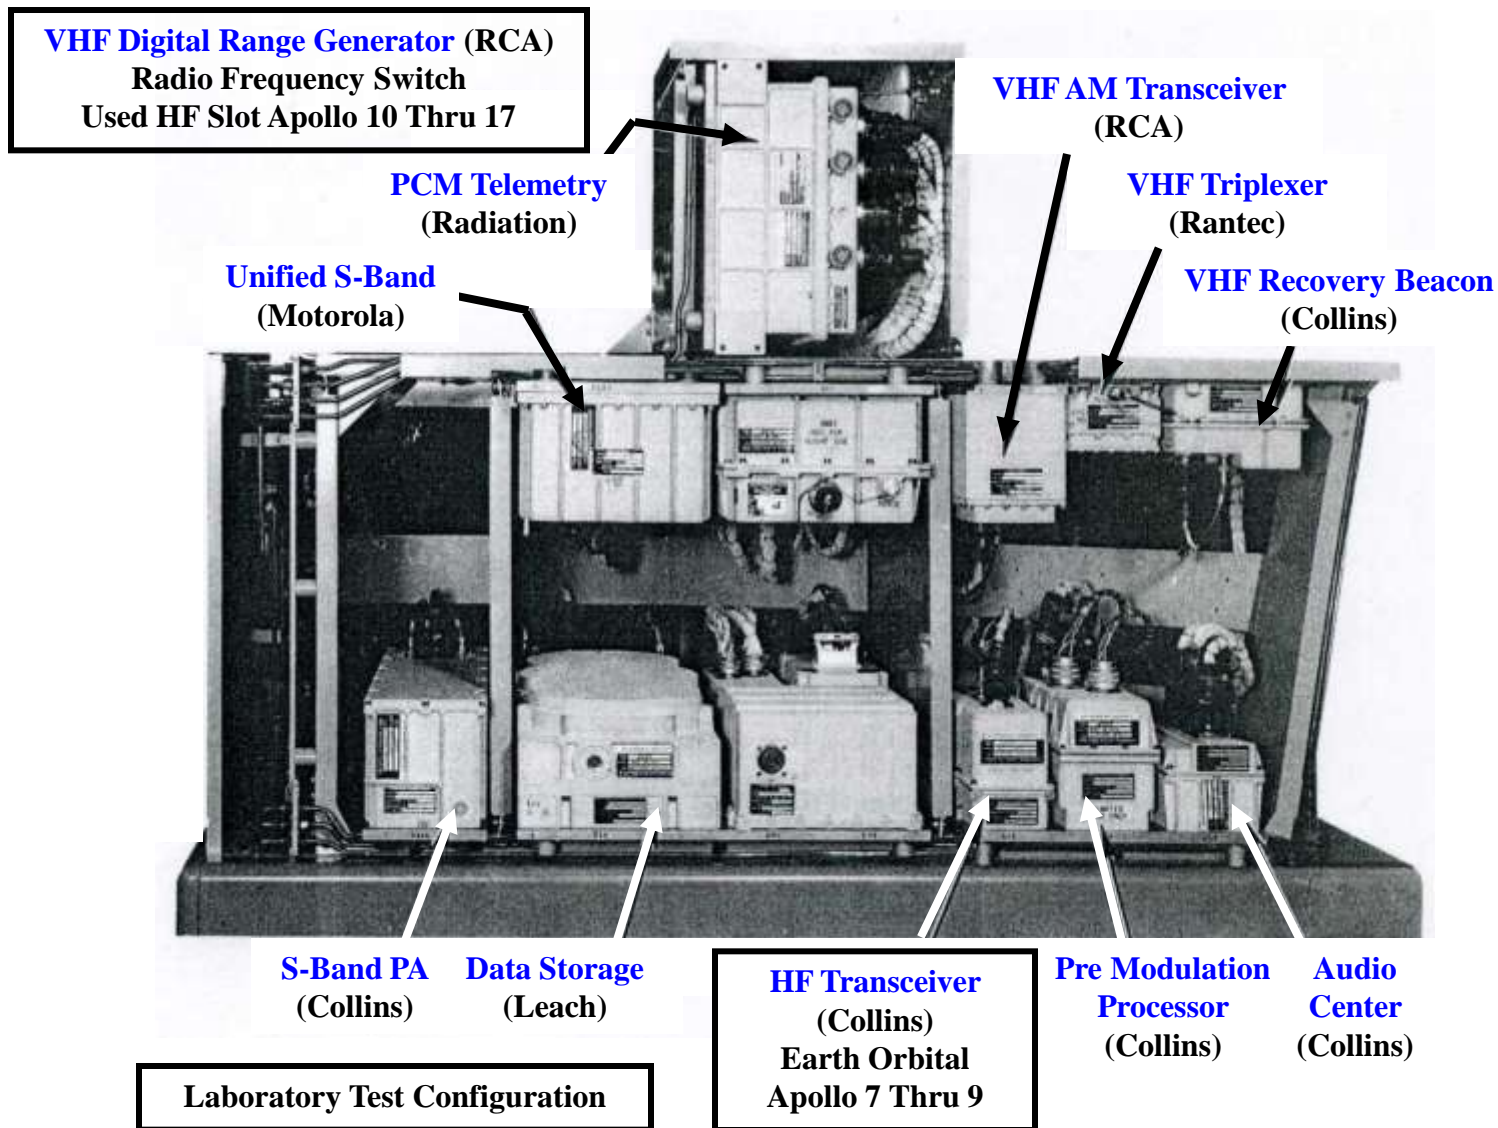 VHF Digital Range Generator (RCA)
Radio Frequency Switch
Used HF Slot Apollo 10 Thru 17
VHF AM Transceiver
(RCA)
PCM Telemetry
(Radiation)
VHF Triplexer
(Rantec)
Unified S-Band
(Motorola)
VHF Recovery Beacon
(Collins)
S-Band PA
(Collins)
Data Storage
(Leach)
HF Transceiver
(Collins)
Earth Orbital
Apollo 7 Thru 9
Pre Modulation
Processor
(Collins)
Audio
Center
(Collins)
Laboratory Test Configuration